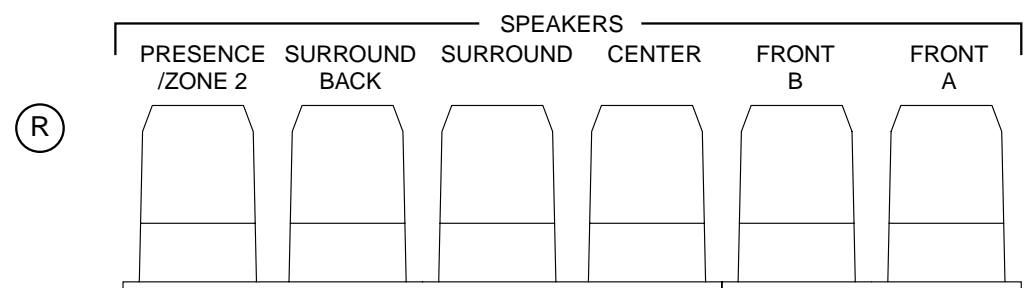 SPEAKERS
PRESENCE SURROUND SURROUND CENTER FRONT FRONT
/ZONE 2 BACK B A
R